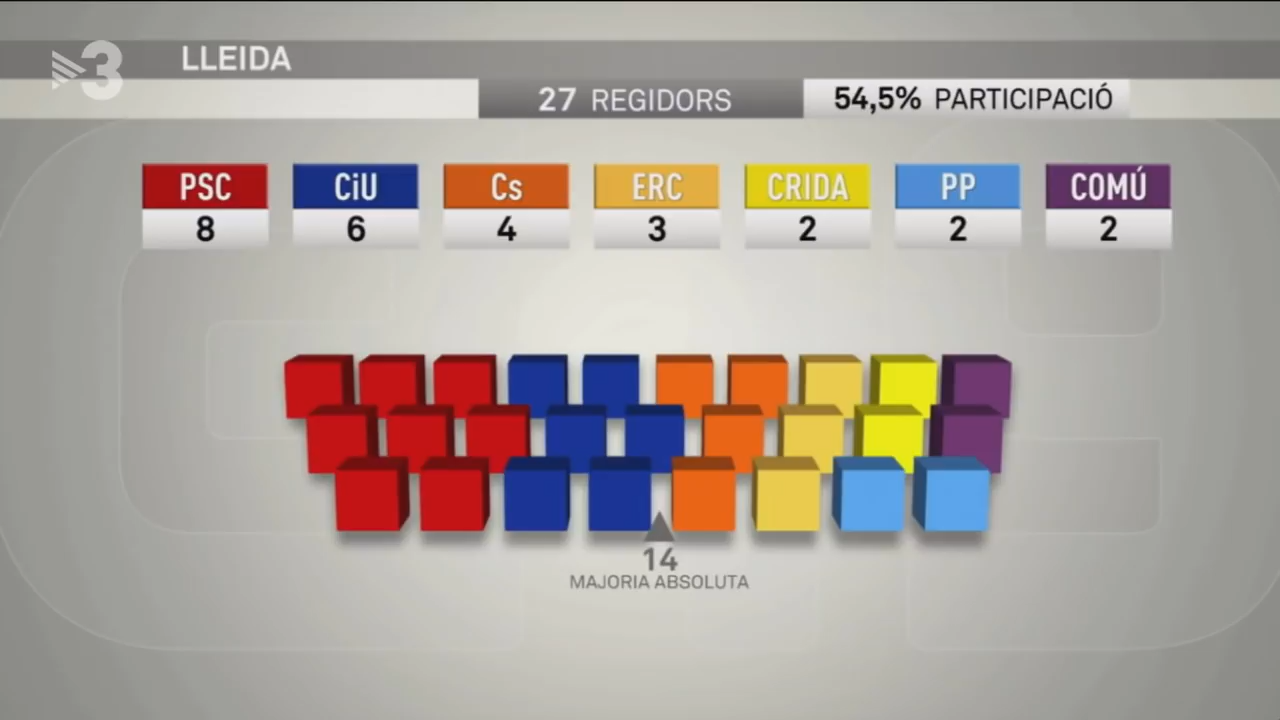 3
LLEIDA
27 REGIDORS
54,5% PARTICIPACIÓ
PSC CiU Cs ERC CRIDA PP COMÚ
8 6 4 3 2 2 2
14
MAJORIA ABSOLUTA